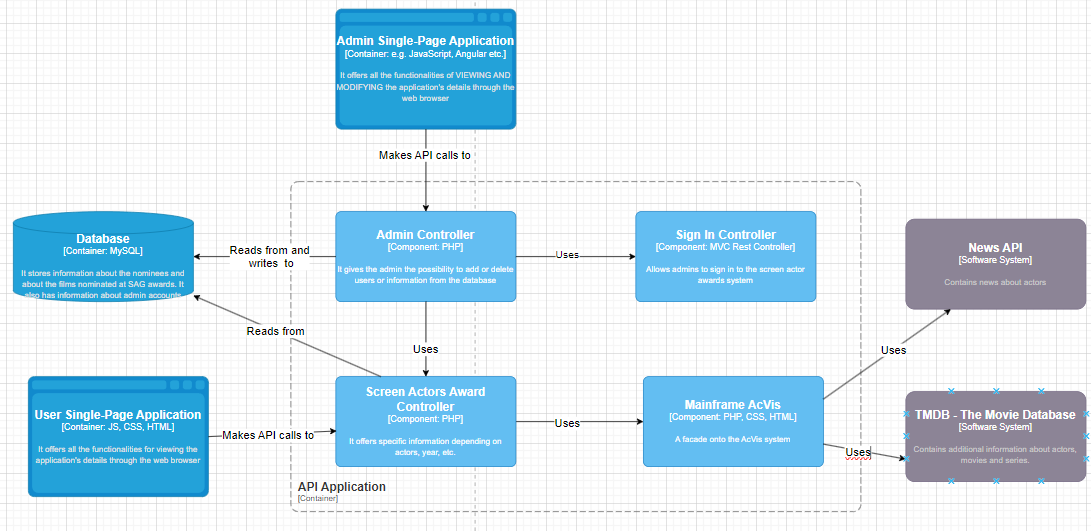 Admin Single-Page Application
[Container: e.g. JavaScript, Angular etc.]
It offers all the functionalities of VIEWING AND
MODIFYING the application's details through the
web browser
Makes API calls to
Database
[Container: MySQL]
It stores information about the nominees and
about the films nominated at SAG awards. It
also has information about admin accounts
Reads from and
writes to
Admin Controller
[Component: PHP]
It gives the admin the possibility to add or delete
users or information from the database
Uses
Sign In Controller
[Component: MVC Rest Controller]
Allows admins to sign in to the screen actor
awards system
News API
[Software System]
Contains news about actors
Reads from
Uses
Uses
User Single-Page Application
[Container: JS, CSS, HTML]
It offers all the functionalities for viewing the
application's details through the web browser
Makes API calls to
Screen Actors Award
Controller
[Component: PHP]
It offers specific information depending on
actors, year, etc.
Uses
Mainframe AcVis
[Component: PHP, CSS, HTML]
A facade onto the AcVis system
Uses
TMDB - The Movie Database
[Software System]
Contains additional information about actors,
movies and series.
API Application
[Container]